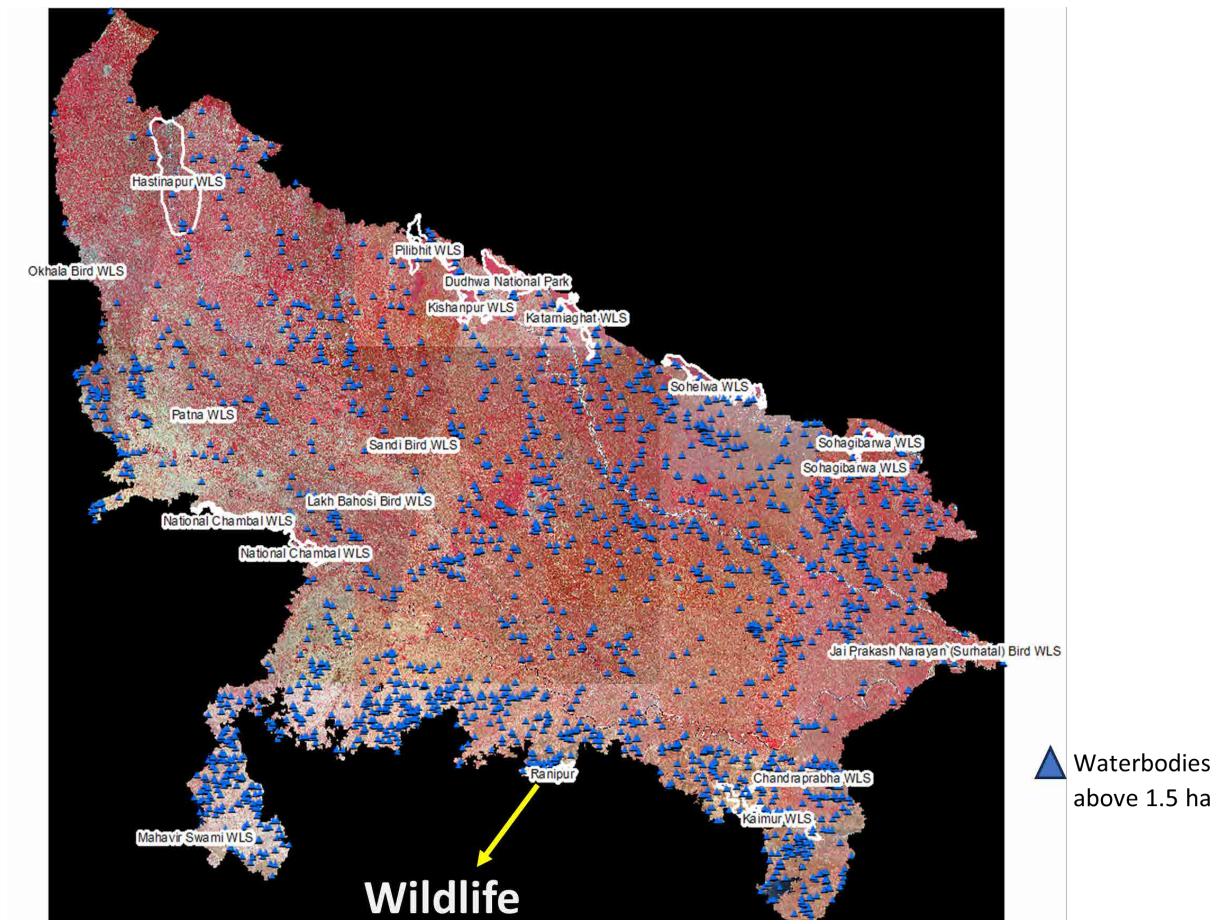 Hastinapur WLS
Pilibhit WLS
Okhala Bird WLS
Dudhwa National Park
Kishanpur WLS
Katarniaghat WLS
Sohelwa WLS
Patna WLS
Sandi Bird WLS
Sohagibarwa WLS
Sohagibarwa WLS
Lakh Bahosi Bird WLS
National Chambal WLS
National Chambal WLS
Jai Prakash Narayan`(Surhatal) Bird WLS
Waterbodies
above 1.5 ha
Ranipur
Chandraprabha WLS
Kaimur WLS
Mahavir Swami WLS
Wildlife